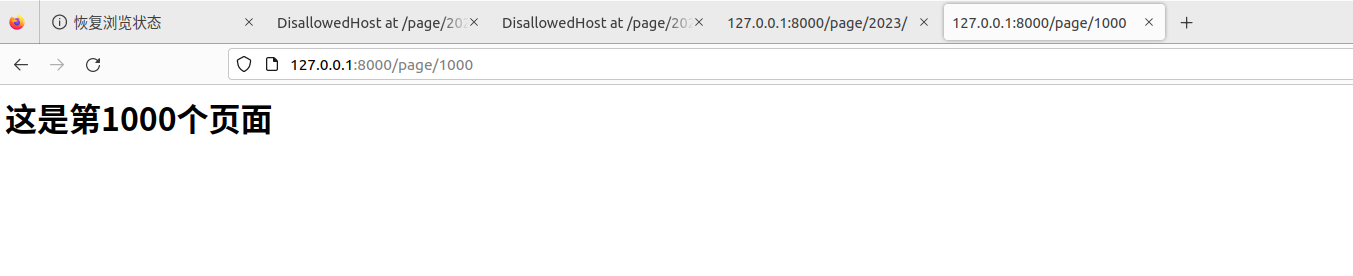 恢复浏览状态
DisallowedHost at /page/202
DisallowedHost at /page/202
127.0.0.1:8000/page/2023/
127.0.0.1:8000/page/1000
127.0.0.1:8000/page/1000
这是第1000个页面